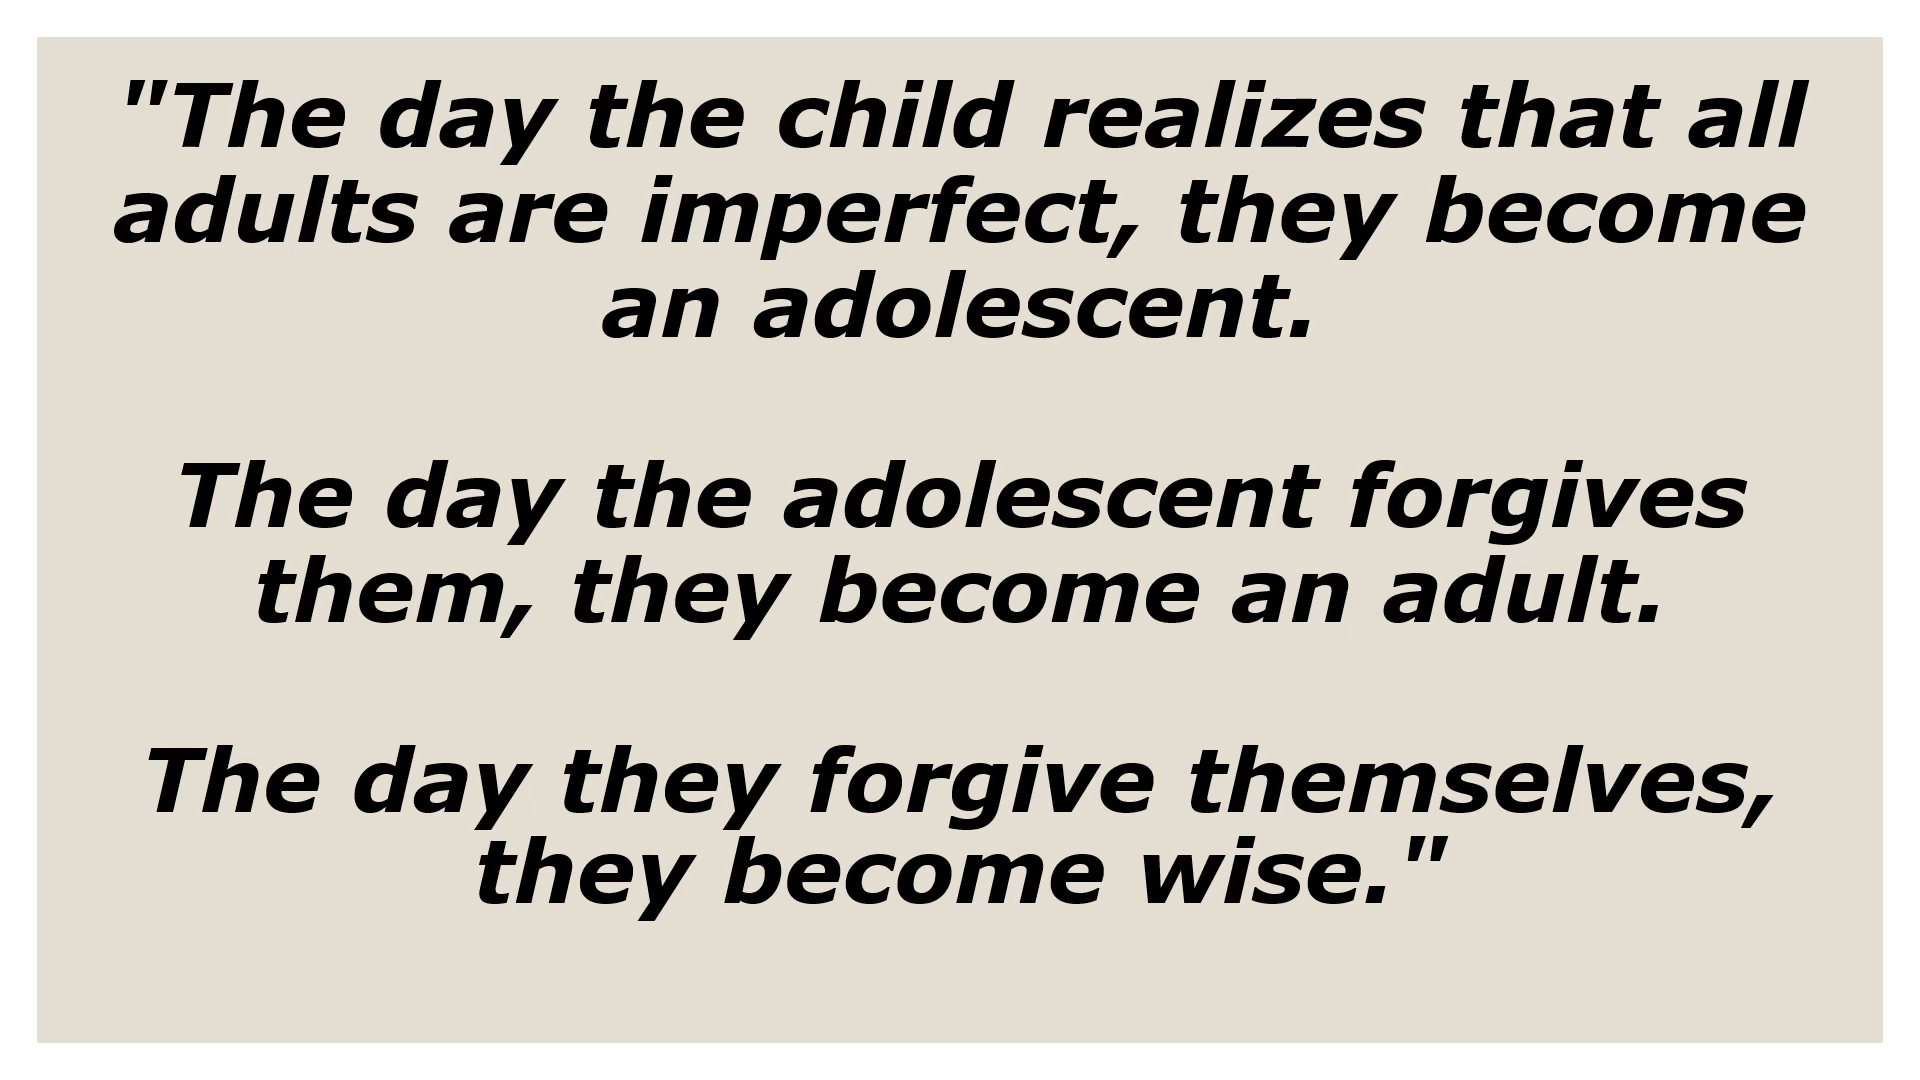 "The day the child realizes that all
adults are imperfect, they become
an adolescent.
The day the adolescent forgives
them, they become an adult.
The day they forgive themselves,
they become wise."